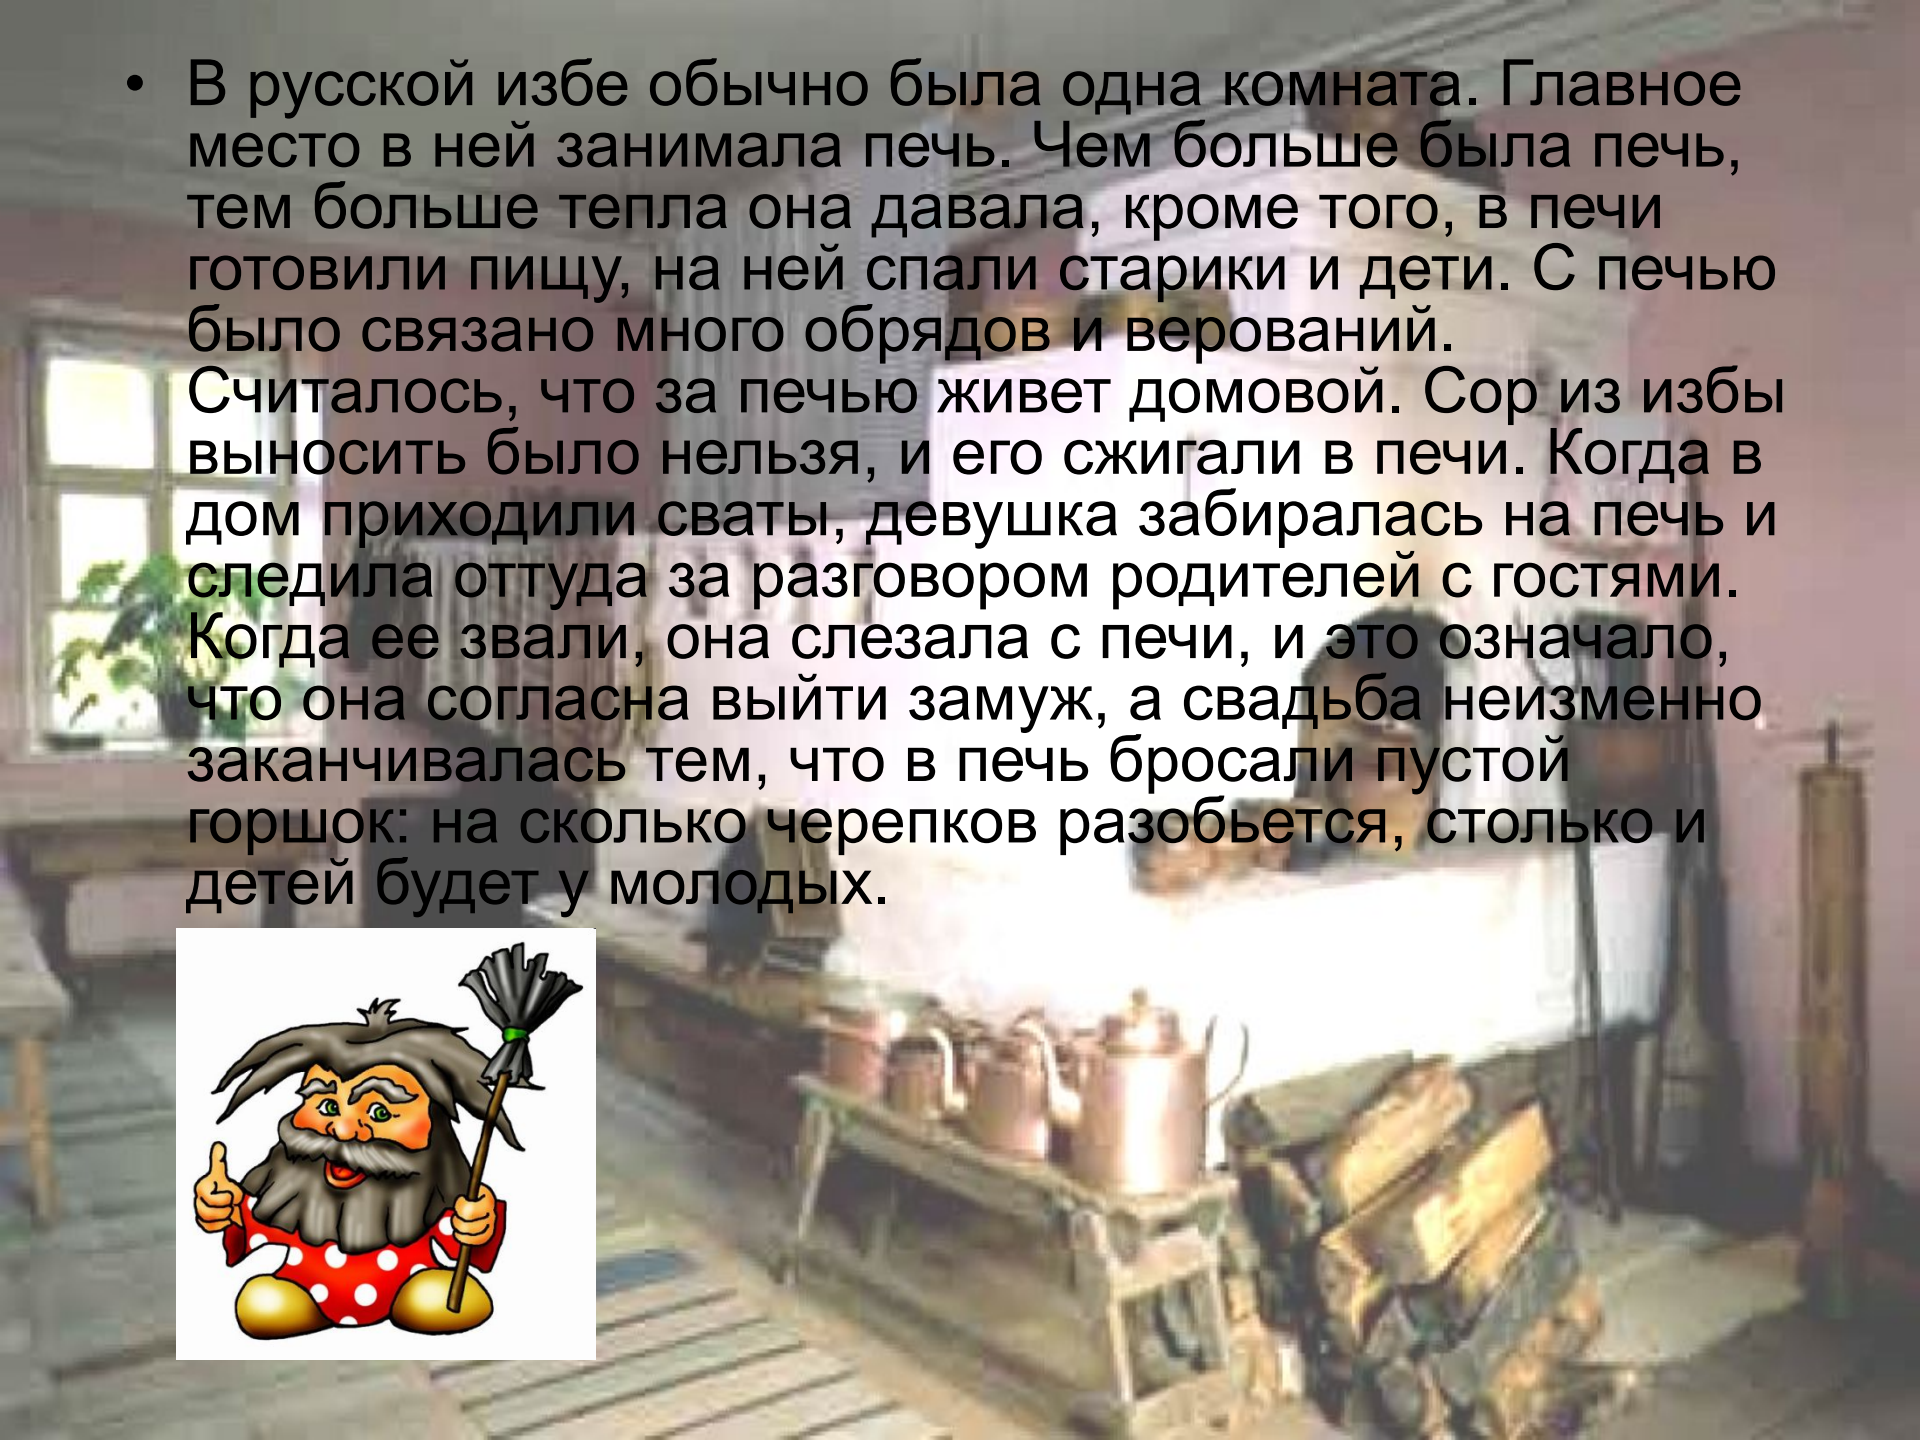 • В русской избе обычно была одна комната. Главное
место в ней занимала печь. Чем больше была печь,
тем больше тепла она давала, кроме того, в печи
готовили пищу, на ней спали старики и дети. С печью
было связано много обрядов и верований.
Считалось, что за печью живет домовой. Сор из избы
выносить было нельзя, и его сжигали в печи. Когда в
дом приходили сваты, девушка забиралась на печь и
следила оттуда за разговором родителей с гостями.
Когда ее звали, она слезала с печи, и это означало,
что она согласна выйти замуж, а свадьба неизменно
заканчивалась тем, что в печь бросали пустой
горшок: на сколько черепков разобьется, столько и
детей будет у молодых.